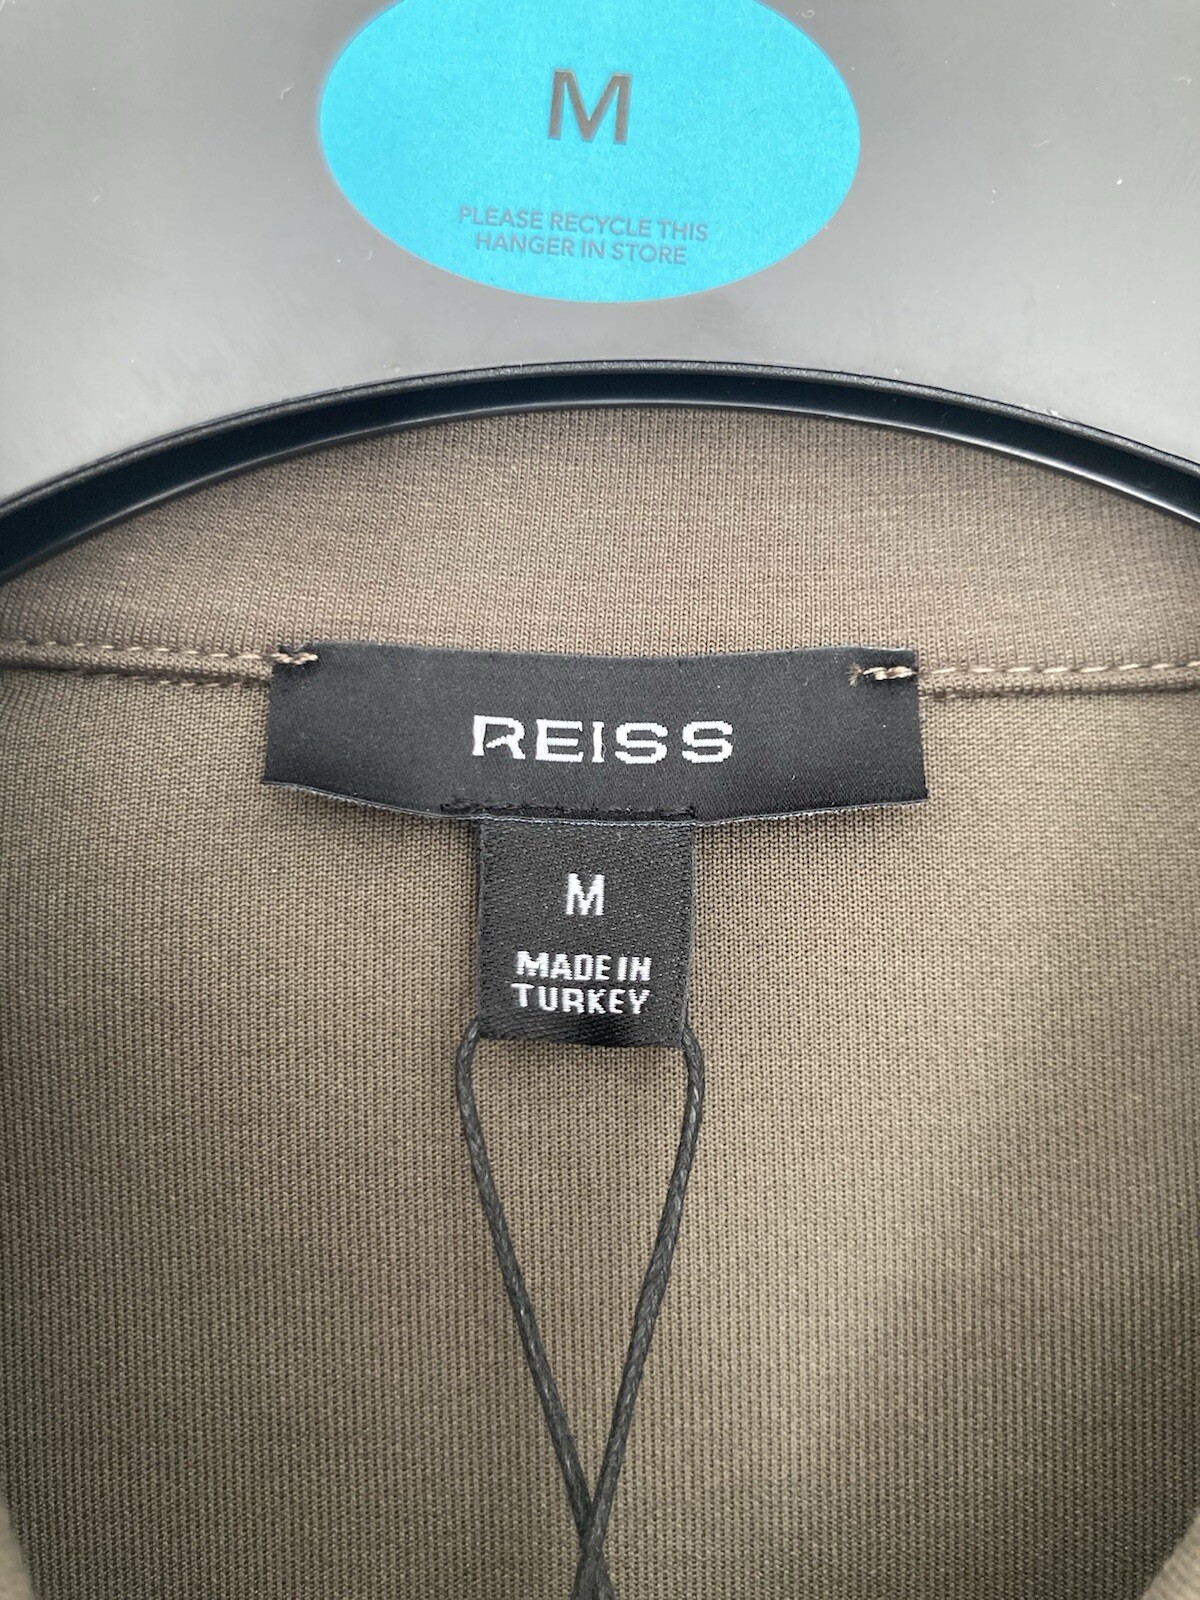 M
PLEASE RECYCLE THIS
HANGER IN STORE
REISS
M
MADE IN
TURKEY